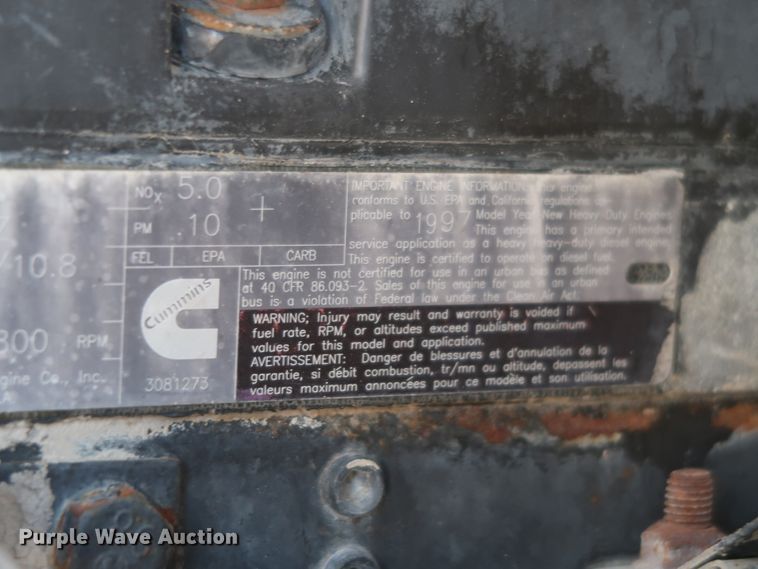 NOx 5.0
PM .10
/10.8
FEL EPA CARB
800 RPM
gine Co., Inc.
Cummins
3081273
IMPORTANT ENGINE INFORMATION: This engine
conforms to U.S. EPA and California regulations ap-
plicable to 1997 Model Year New Heavy-Duty Engines
This engine has a primary intended
service application as a heavy heavy-duty diesel engine.
This engine is certified to operate on diesel fuel.
This engine is not certified for use in an urban bus as defined
at 40 CFR 86.093-2. Sales of this engine for use in an urban
bus is a violation of Federal law under the Clean Air Act.
WARNING; Injury may result and warranty is voided if
fuel rate, RPM, or altitudes exceed published maximum
values for this model and application.
AVERTISSEMENT: Danger de blessures et d'annulation de la
garantie, si débit combustion, tr/mn ou altitude, depassent les
valeurs maximum annoncées pour ce modèle et son utilisation.
Purple Wave Auction